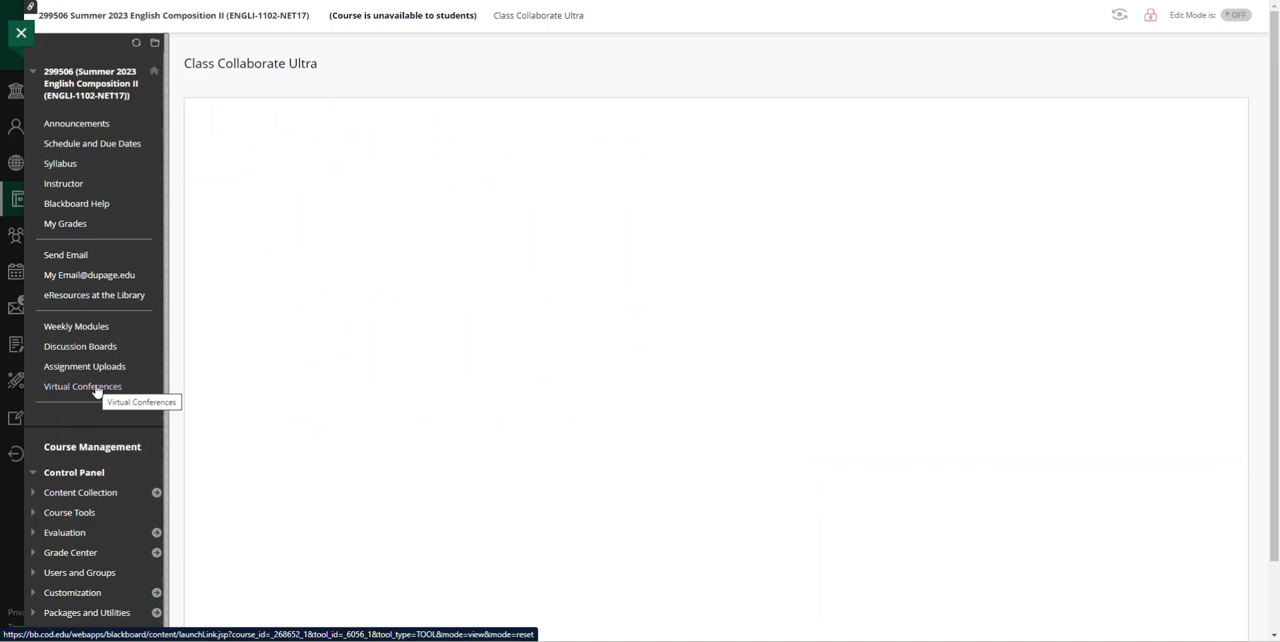 299506 Summer 2023 English Composition II (ENGLI-1102-NET17) (Course is unavailable to students) Class Collaborate Ultra Edit Mode is: OFF
299506 (Summer 2023
English Composition II
(ENGLI-1102-NET17))
Class Collaborate Ultra
Announcements
Schedule and Due Dates
Syllabus
Instructor
Blackboard Help
My Grades
Send Email
My Email@dupage.edu
eResources at the Library
Weekly Modules
Discussion Boards
Assignment Uploads
Virtual Conferences
Virtual Conferences
Course Management
Control Panel
Content Collection
Course Tools
Evaluation
Grade Center
Users and Groups
Customization
Packages and Utilities
https://bb.cod.edu/webapps/blackboard/content/launchLink.jsp?course_id=_268652_1&tool_id=_6056_1&tool_type=TOOL&mode=view&mode=reset